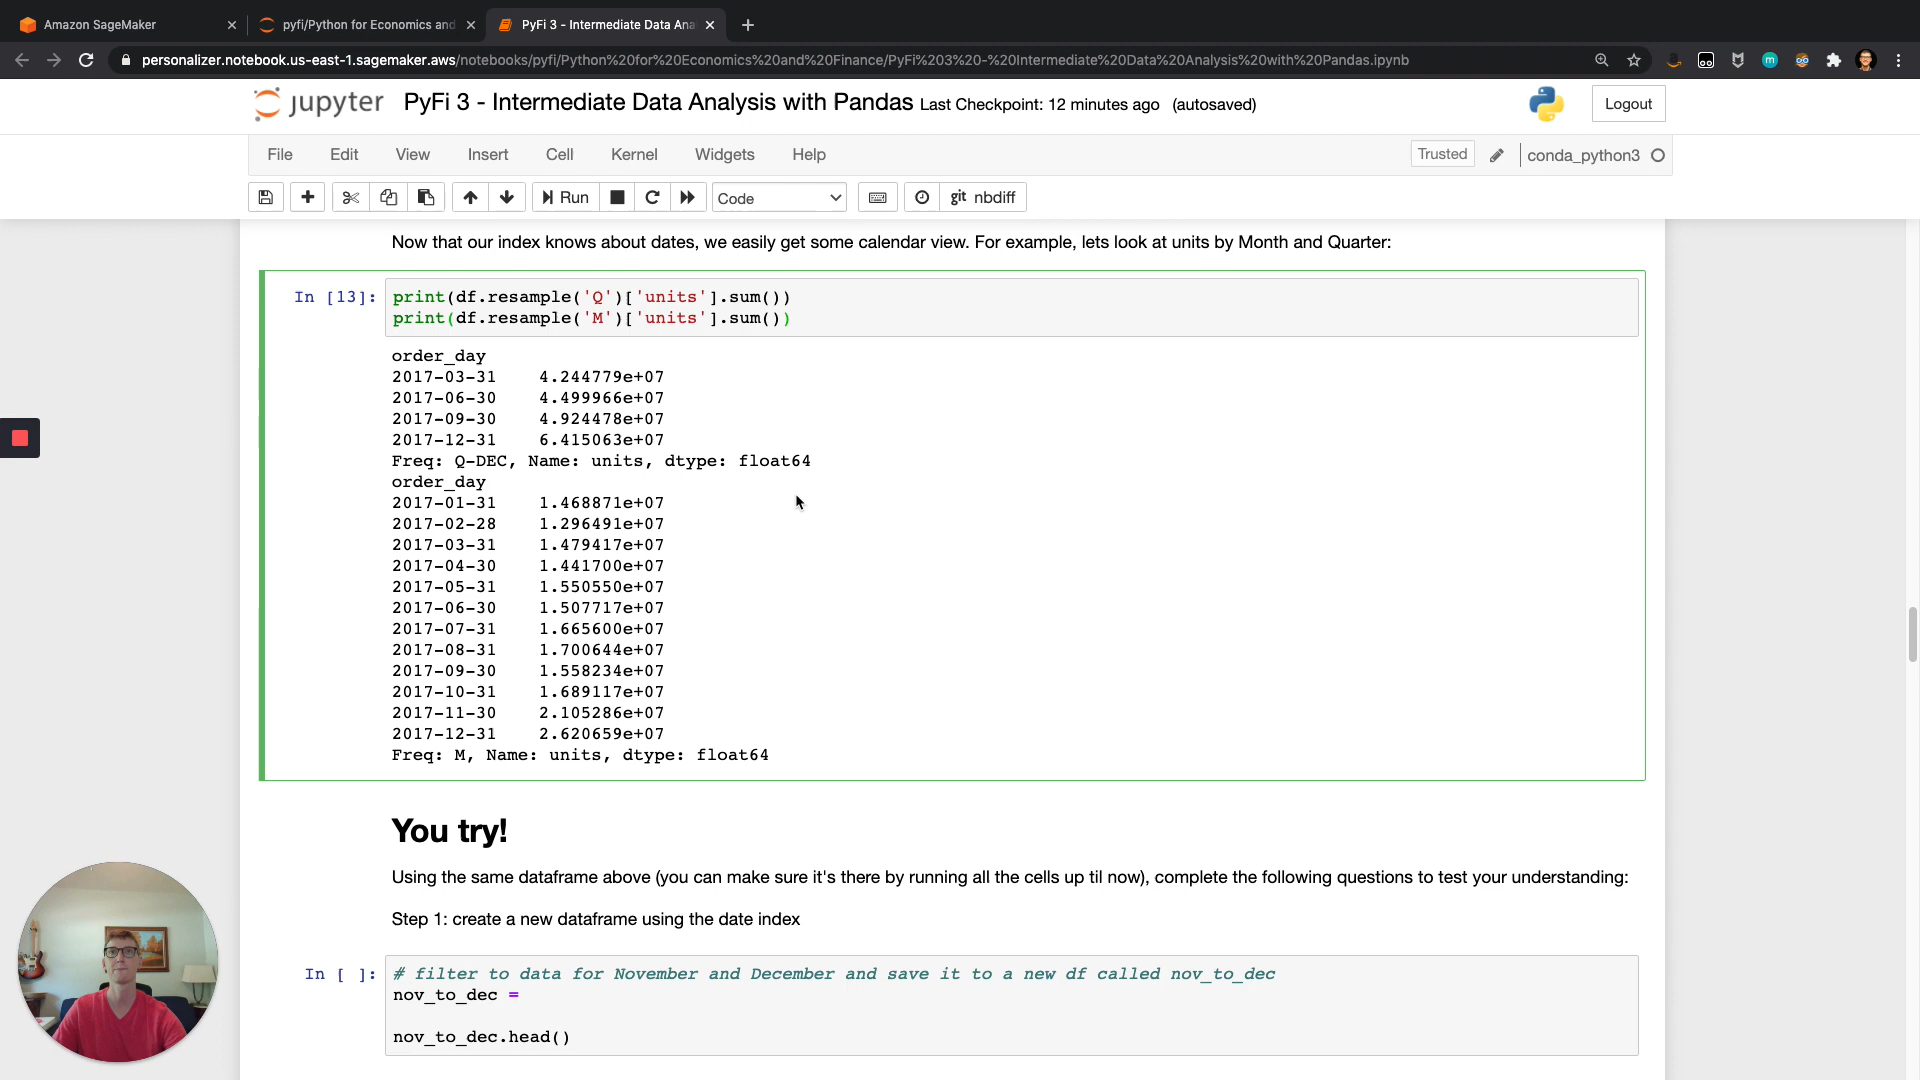 Amazon SageMaker
pyfi/Python for Economics and
PyFi 3 - Intermediate Data Ana
personalizer.notebook.us-east-1.sagemaker.aws/notebooks/pyfi/Python%20for%20Economics%20and%20Finance/PyFi%203%20-%20Intermediate%20Data%20Analysis%20with%20Pandas.ipynb
jupyter PyFi 3 - Intermediate Data Analysis with Pandas Last Checkpoint: 12 minutes ago (autosaved)
Logout
File Edit View Insert Cell Kernel Widgets Help
Trusted conda_python3
Run Code git nbdiff
Now that our index knows about dates, we easily get some calendar view. For example, lets look at units by Month and Quarter:
In [13]: print(df.resample('Q')['units'].sum())
print(df.resample('M')['units'].sum())
order_day
2017-03-31 4.244779e+07
2017-06-30 4.499966e+07
2017-09-30 4.924478e+07
2017-12-31 6.415063e+07
Freq: Q-DEC, Name: units, dtype: float64
order_day
2017-01-31 1.468871e+07
2017-02-28 1.296491e+07
2017-03-31 1.479417e+07
2017-04-30 1.441700e+07
2017-05-31 1.550550e+07
2017-06-30 1.507717e+07
2017-07-31 1.665600e+07
2017-08-31 1.700644e+07
2017-09-30 1.558234e+07
2017-10-31 1.689117e+07
2017-11-30 2.105286e+07
2017-12-31 2.620659e+07
Freq: M, Name: units, dtype: float64
You try!
Using the same dataframe above (you can make sure it's there by running all the cells up til now), complete the following questions to test your understanding:
Step 1: create a new dataframe using the date index
In [ ]: # filter to data for November and December and save it to a new df called nov_to_dec
nov_to_dec =
nov_to_dec.head()